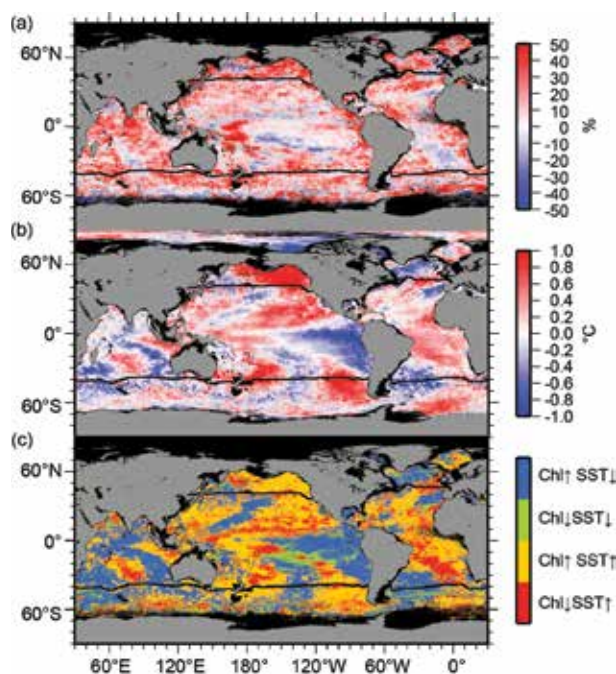 (a)
60°N
0°
60°S
50
40
30
20
10
0
-10
-20
-30
-40
-50
%
(b)
60°N
0°
60°S
1.0
0.8
0.6
0.4
0.2
0.0
-0.2
-0.4
-0.6
-0.8
-1.0
°C
(c)
60°N
0°
60°S
Chl↑ SST↓
Chl↓SST↓
Chl↑ SST↑
Chl↓SST↑
60°E 120°E 180° 120°W 60°W 0°